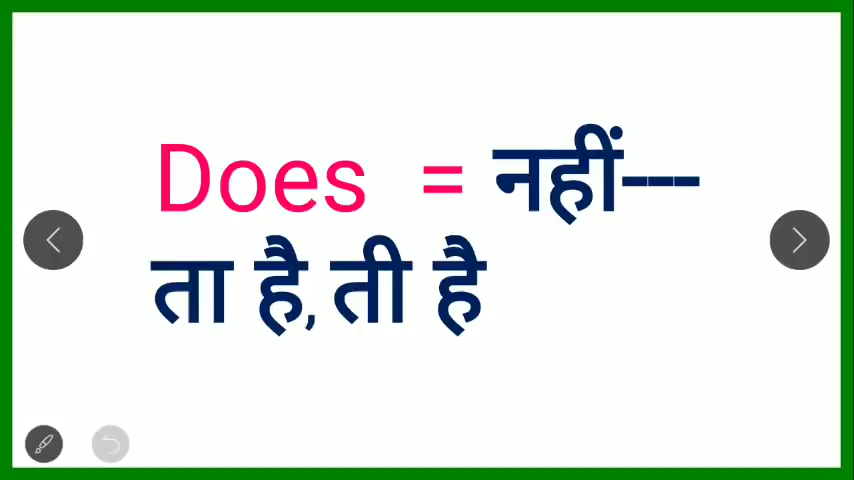 Does = नहीं---
ता है, ती है